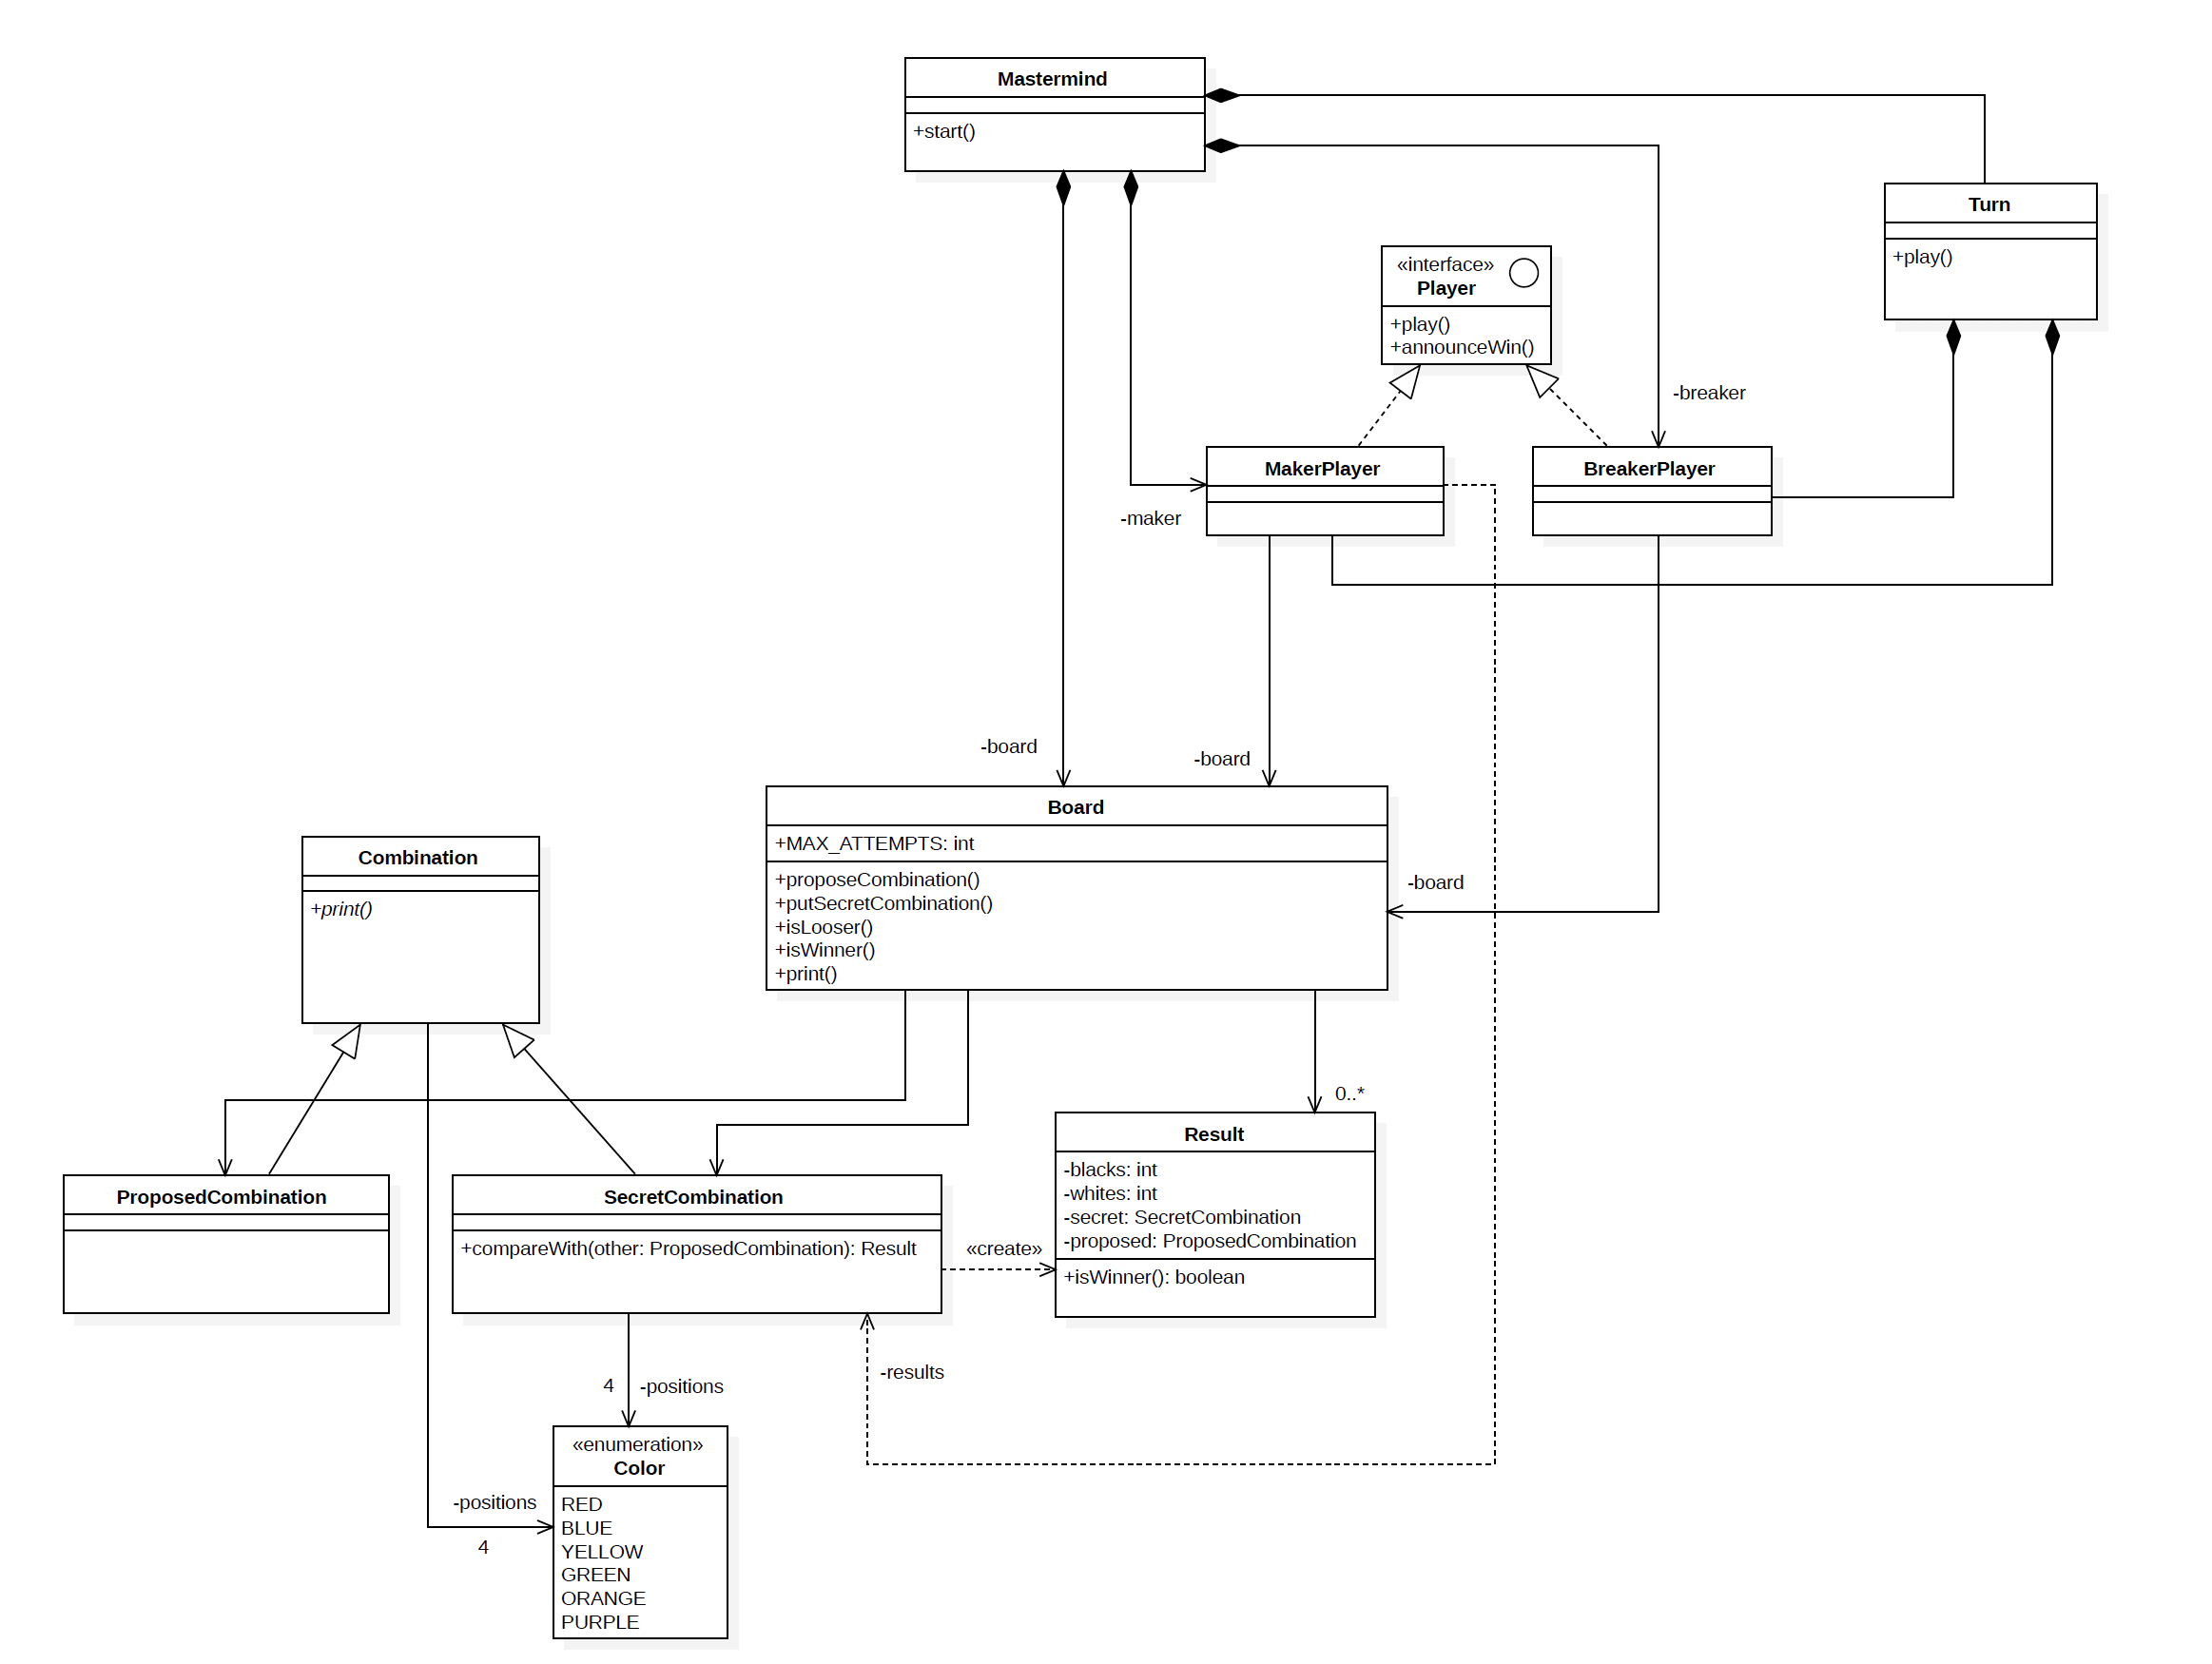 Mastermind
+start()
Turn
+play()
«interface»
Player
+play()
+announceWin()
-breaker
MakerPlayer
BreakerPlayer
-maker
-board
-board
Board
+MAX_ATTEMPTS: int
+proposeCombination()
+putSecretCombination()
+isLooser()
+isWinner()
+print()
-board
Combination
+print()
0..*
Result
-blacks: int
-whites: int
-secret: SecretCombination
-proposed: ProposedCombination
+isWinner(): boolean
ProposedCombination
SecretCombination
+compareWith(other: ProposedCombination): Result
«create»
-results
4
-positions
«enumeration»
Color
RED
BLUE
YELLOW
GREEN
ORANGE
PURPLE
-positions
4